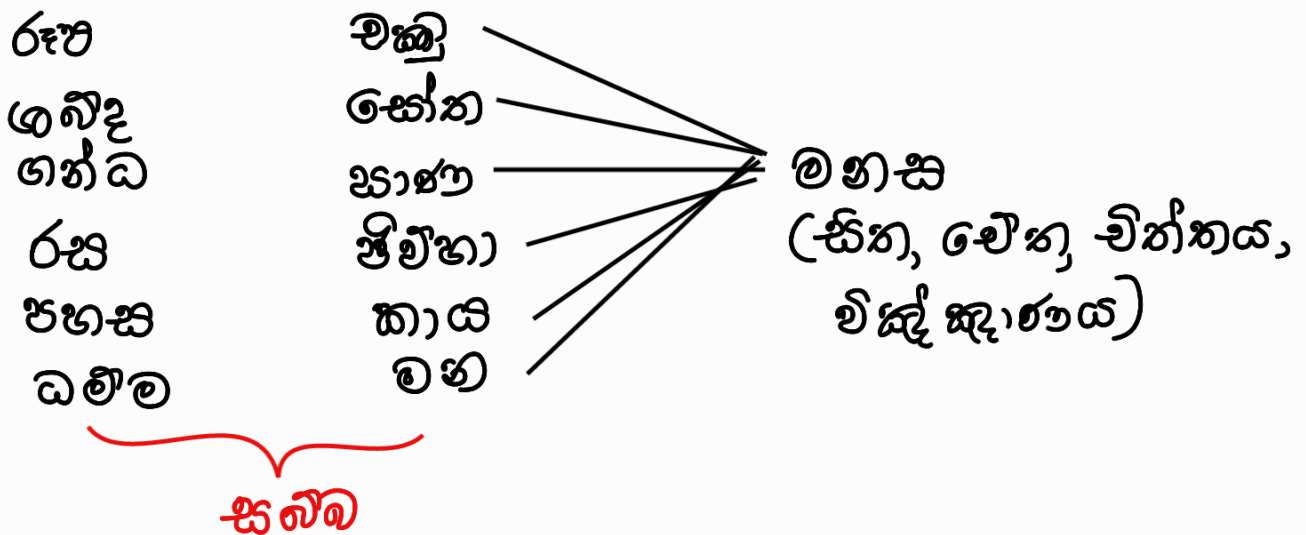 රූප චක්‍ඛු
ශබ්ද සෝත
ගන්ධ ඝාණ
රස ජිව්හා
පහස කාය
ධම්ම මන
මනස
(සිත, චේත, චිත්තය,
විඤ්ඤාණය)
සබ්බ